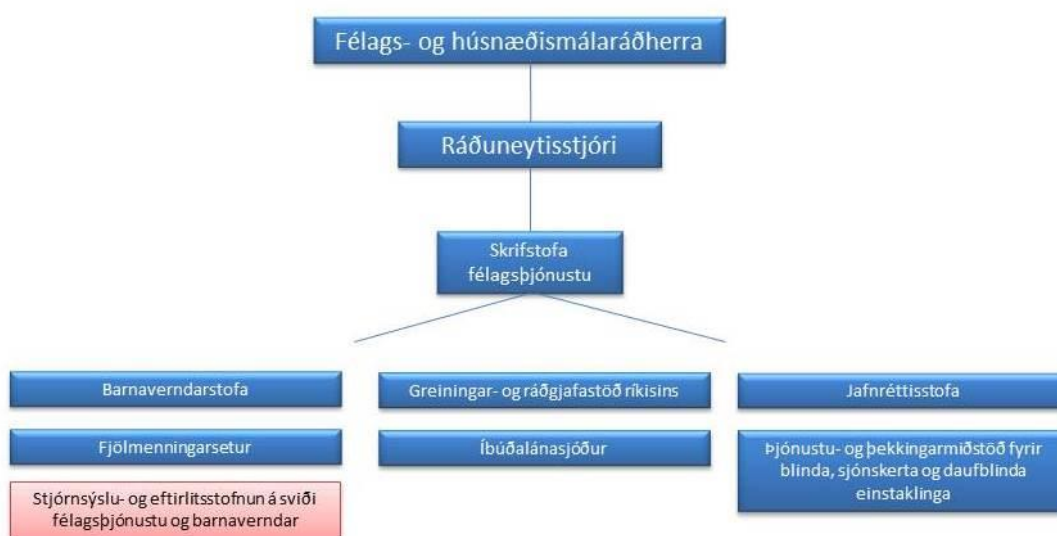 Félags- og húsnæðismálaráðherra
Ráðuneytisstjóri
Skrifstofa
félagsþjónustu
Barnaverndarstofa
Greiningar- og ráðgjafastöð ríkisins
Jafnréttisstofa
Fjölmenningarsetur
Íbúðalánasjóður
Þjónustu- og þekkingarmiðstöð fyrir
blinda, sjónskerta og daufblinda
einstaklinga
Stjórnsýslu- og eftirlitsstofnun á sviði
félagsþjónustu og barnaverndar